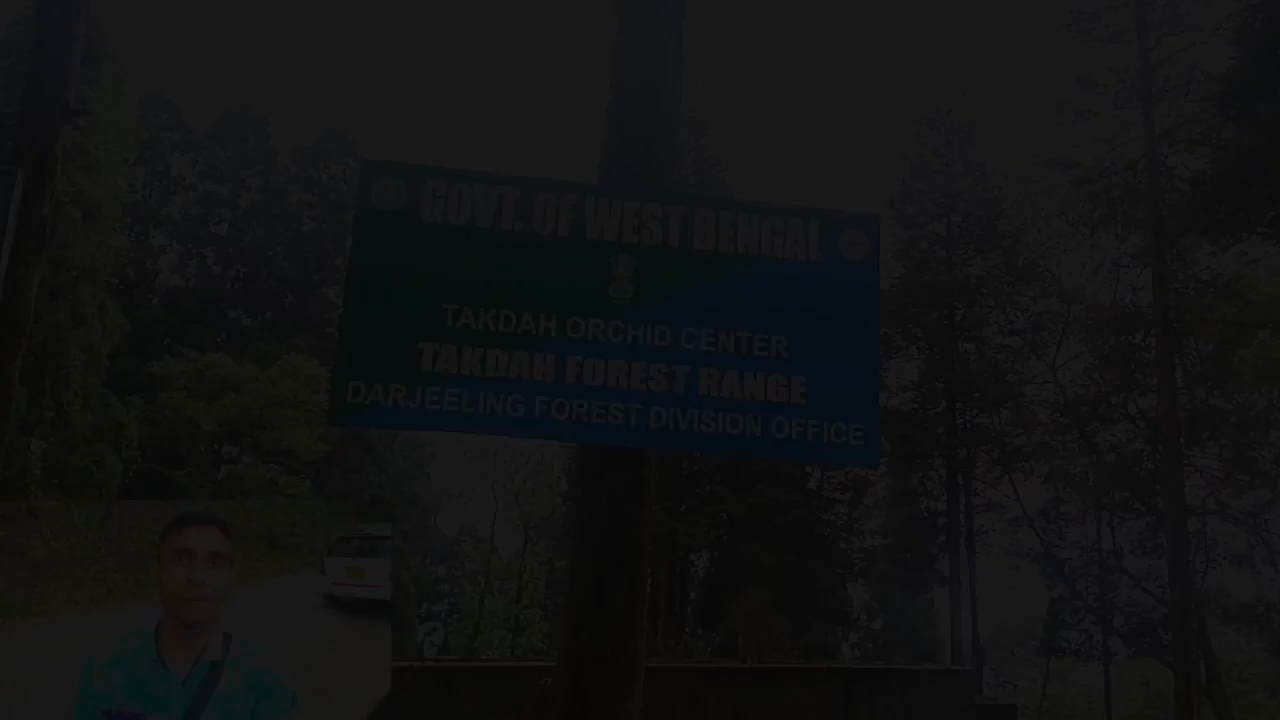 GOVT. OF WEST BENGAL
TAKDAH ORCHID CENTER
TAKDAH FOREST RANGE
DARJEELING FOREST DIVISION OFFICE